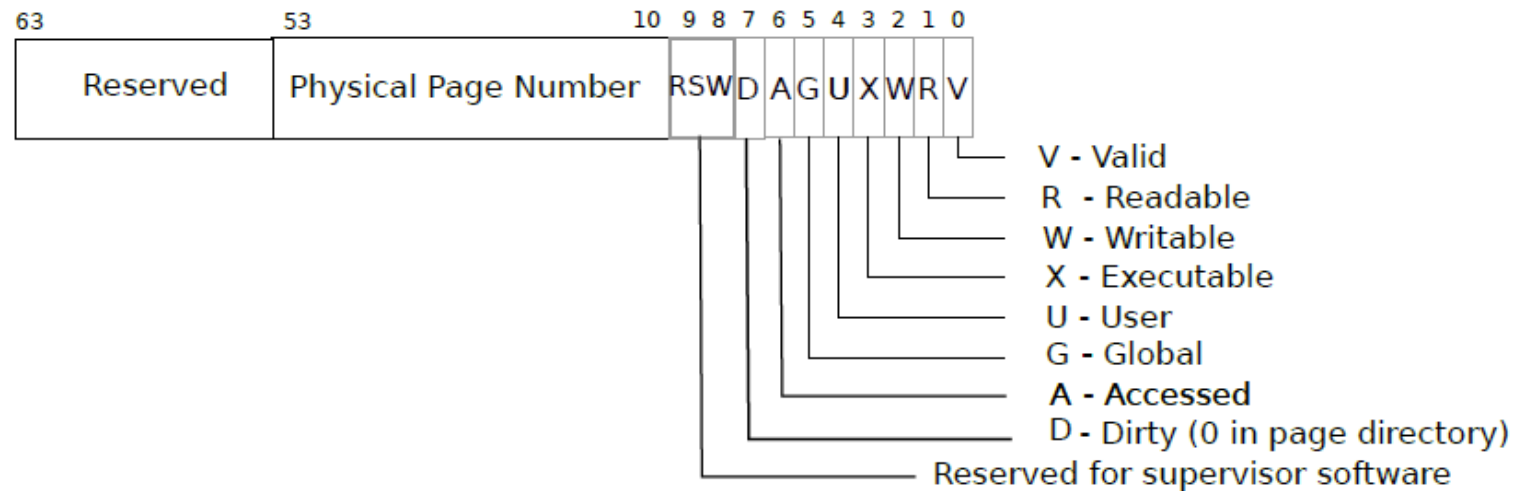 63 53 10 9 8 7 6 5 4 3 2 1 0
Reserved Physical Page Number RSW D A G U X W R V
V - Valid
R - Readable
W - Writable
X - Executable
U - User
G - Global
A - Accessed
D - Dirty (0 in page directory)
Reserved for supervisor software